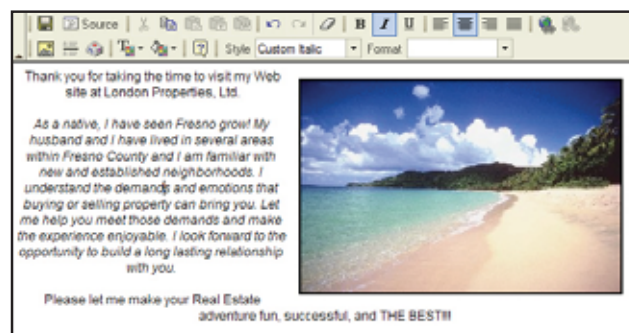 Source B I U
Style Custom Italic Format
Thank you for taking the time to visit my Web
site at London Properties, Ltd.
As a native, I have seen Fresno grow! My
husband and I have lived in several areas
within Fresno County and I am familiar with
new and established neighborhoods. I
understand the demands and emotions that
buying or selling property can bring you. Let
me help you meet those demands and make
the experience enjoyable. I look forward to the
opportunity to build a long lasting relationship
with you.
Please let me make your Real Estate
adventure fun, successful, and THE BEST!!!